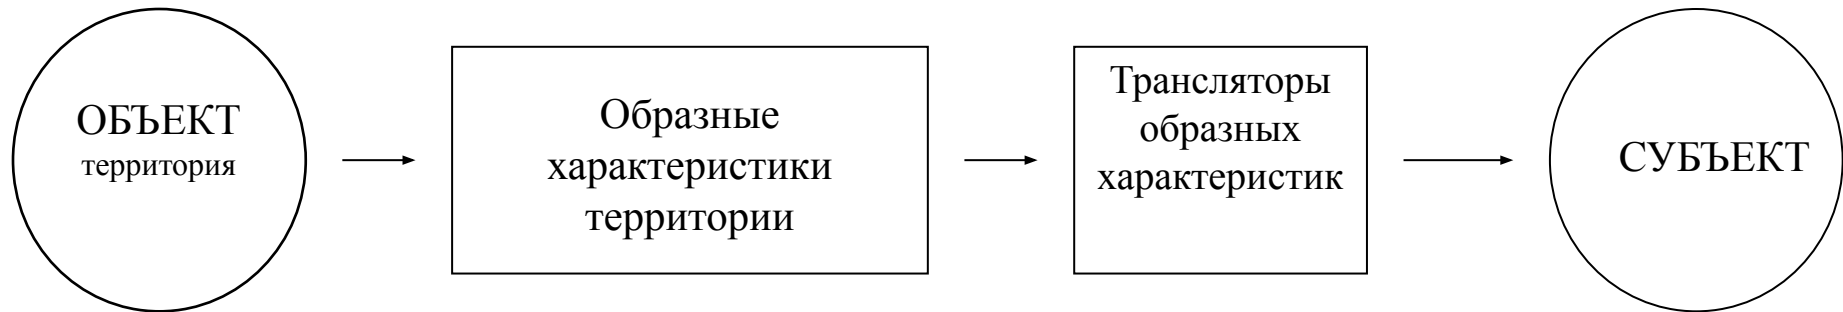 ОБЪЕКТ
территория
Образные
характеристики
территории
Трансляторы
образных
характеристик
СУБЪЕКТ